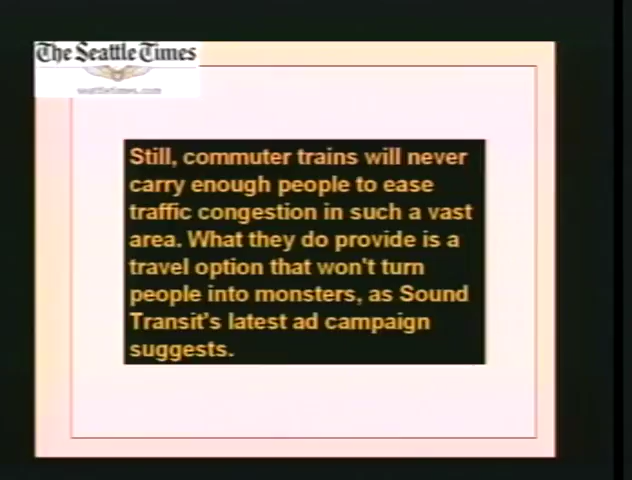 The Seattle Times
seattletimes.com
Still, commuter trains will never
carry enough people to ease
traffic congestion in such a vast
area. What they do provide is a
travel option that won't turn
people into monsters, as Sound
Transit's latest ad campaign
suggests.